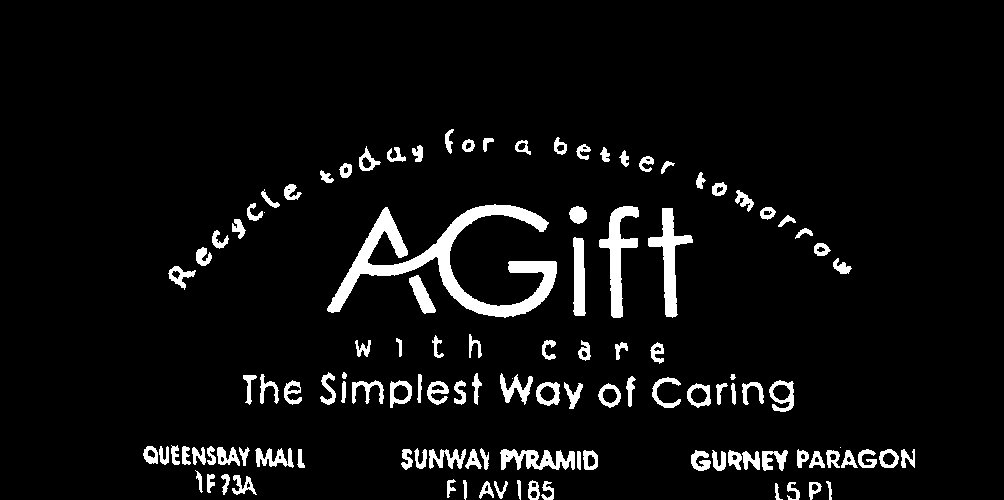 Recycle today for a better tomorrow
AGift
with care
The Simplest Way of Caring
QUEENSBAY MALL SUNWAY PYRAMID GURNEY PARAGON
1F 73A F1 AV 185 L5 P1